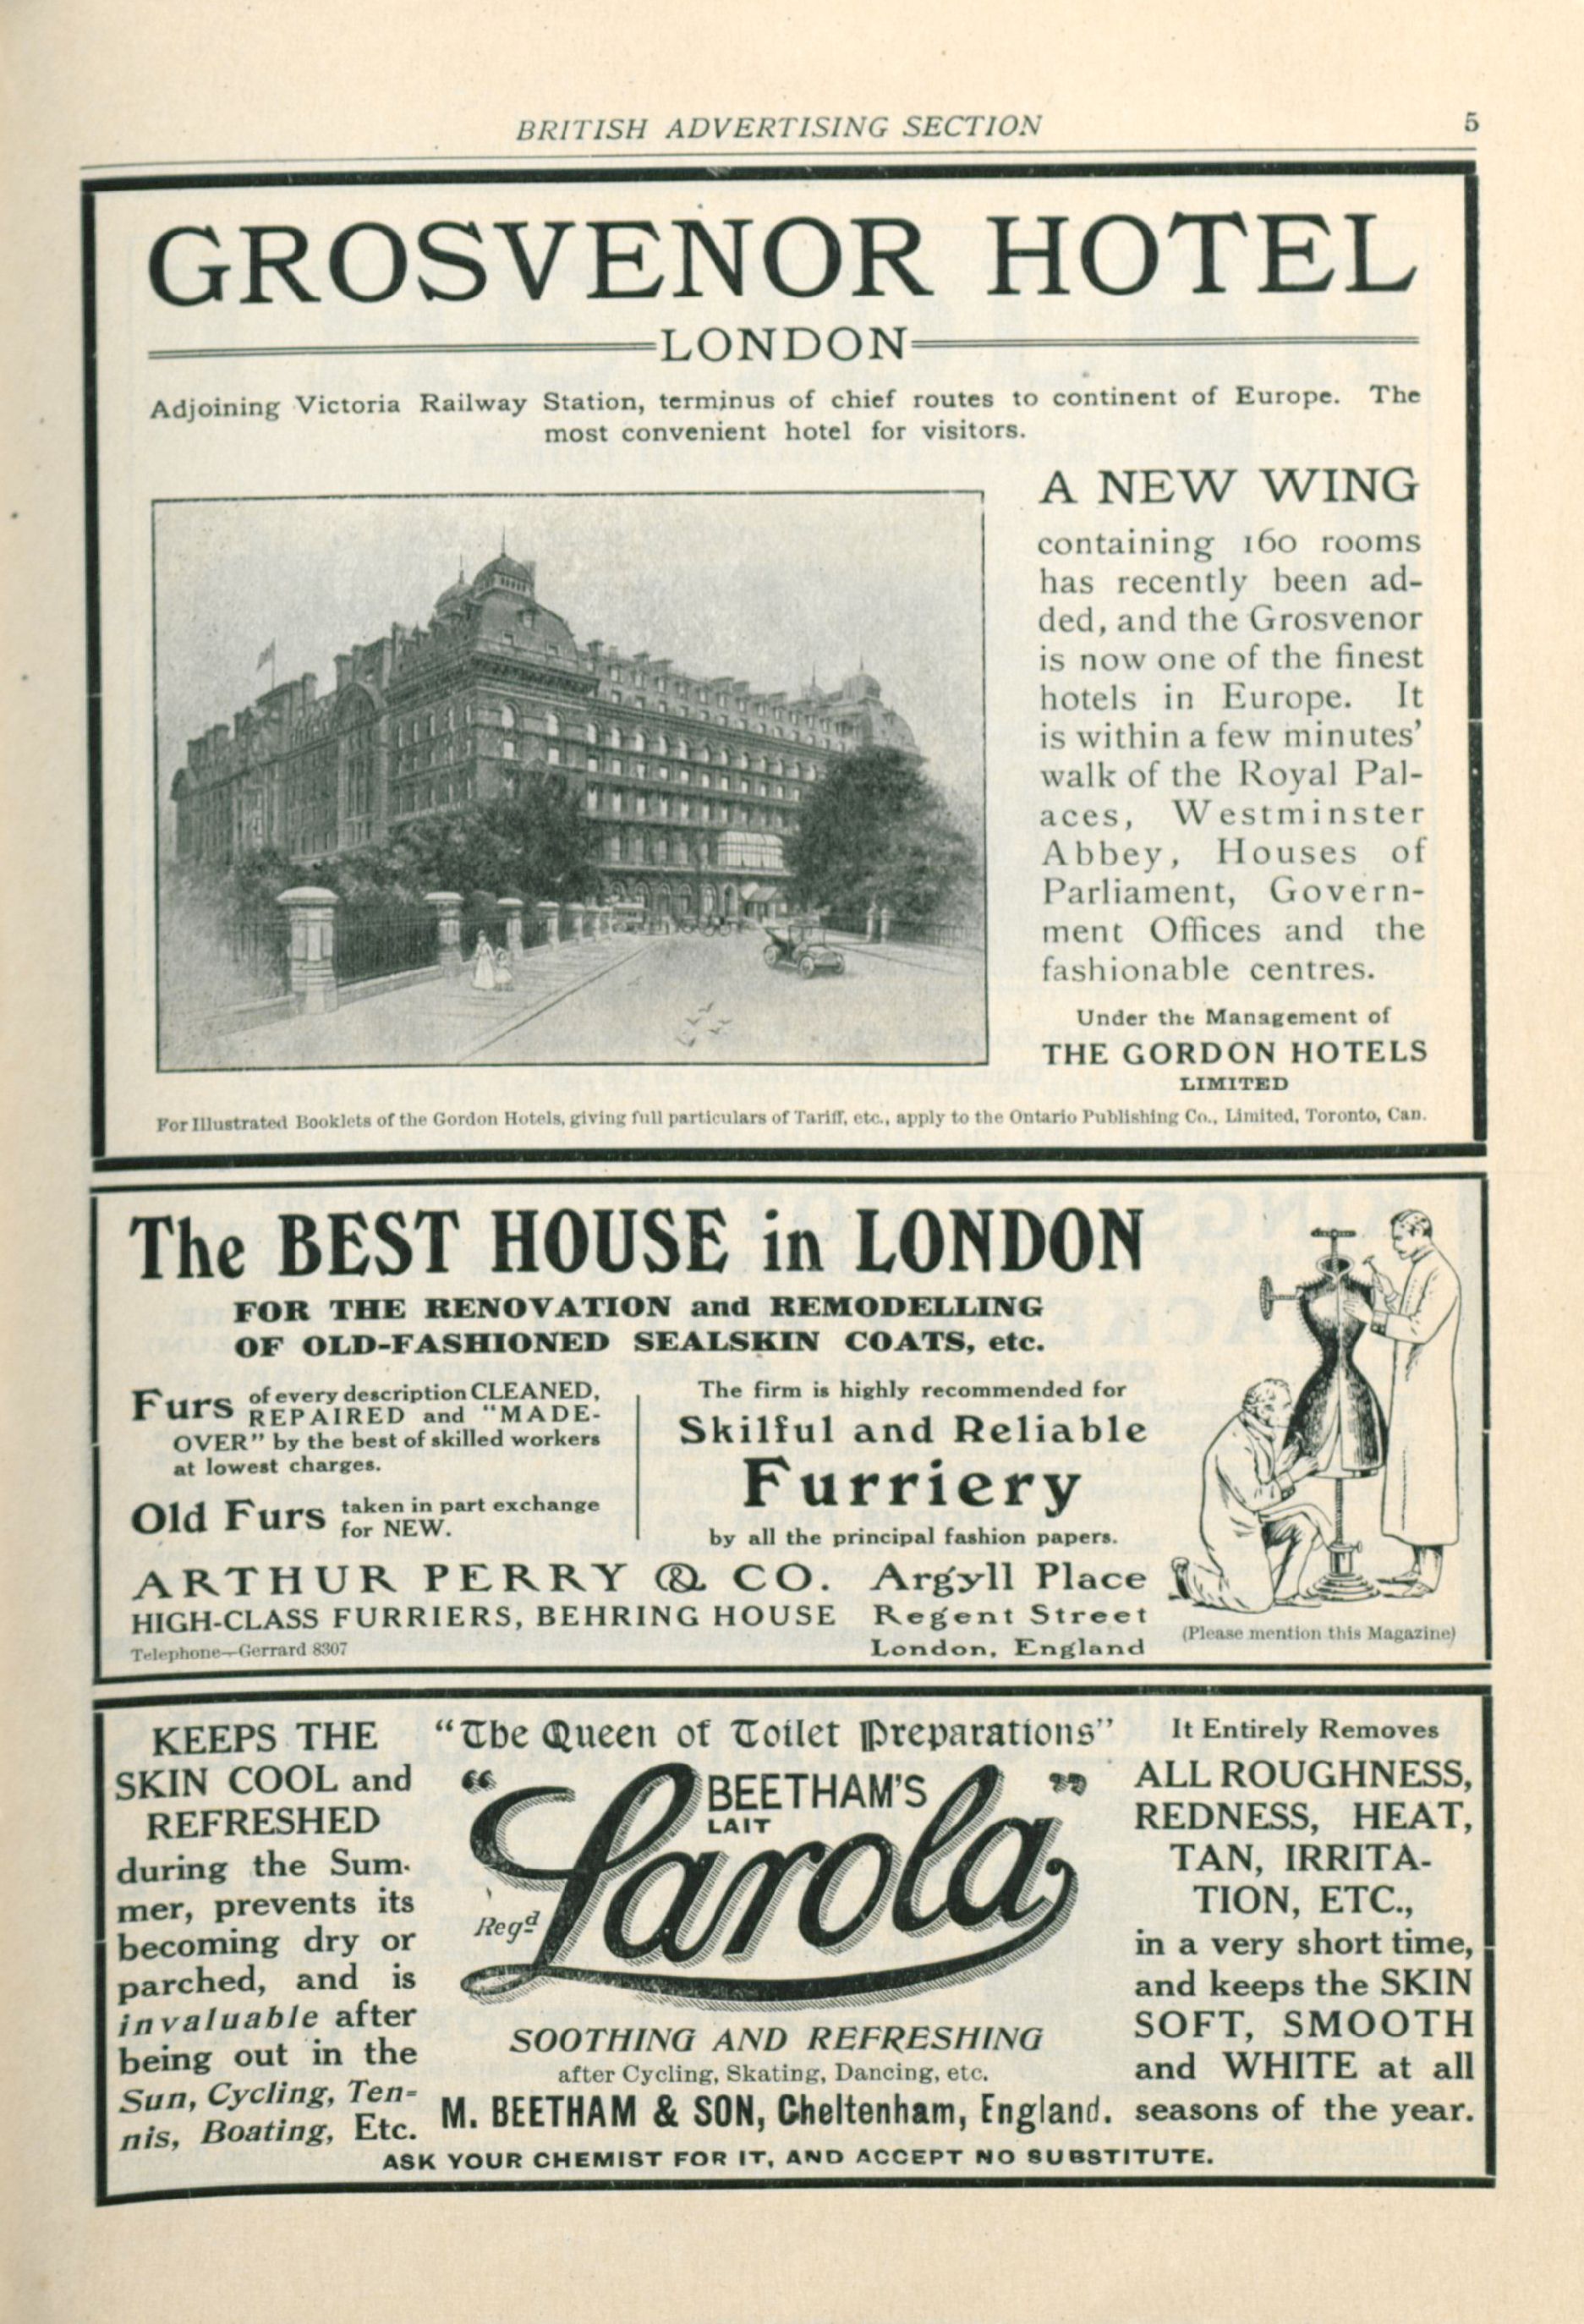 BRITISH ADVERTISING SECTION
5
GROSVENOR HOTEL
LONDON
Adjoining Victoria Railway Station, terminus of chief routes to continent of Europe. The
most convenient hotel for visitors.
A NEW WING
containing 160 rooms
has recently been ad-
ded, and the Grosvenor
is now one of the finest
hotels in Europe. It
is within a few minutes'
walk of the Royal Pal-
aces, Westminster
Abbey, Houses of
Parliament, Govern-
ment Offices and the
fashionable centres.
Under the Management of
THE GORDON HOTELS
LIMITED
For Illustrated Booklets of the Gordon Hotels, giving full particulars of Tariff, etc., apply to the Ontario Publishing Co., Limited, Toronto, Can.
The BEST HOUSE in LONDON
FOR THE RENOVATION and REMODELLING
OF OLD-FASHIONED SEALSKIN COATS, etc.
Furs of every description CLEANED,
REPAIRED and "MADE-
OVER" by the best of skilled workers
at lowest charges.
Old Furs taken in part exchange
for NEW.
The firm is highly recommended for
Skilful and Reliable
Furriery
by all the principal fashion papers.
ARTHUR PERRY & CO.
HIGH-CLASS FURRIERS, BEHRING HOUSE
Telephone—Gerrard 8307
Argyll Place
Regent Street
London, England
(Please mention this Magazine)
KEEPS THE
SKIN COOL and
REFRESHED
during the Sum-
mer, prevents its
becoming dry or
parched, and is
invaluable after
being out in the
Sun, Cycling, Ten-
nis, Boating, Etc.
"The Queen of Toilet Preparations"
BEETHAM'S
LAIT
"Larola"
Regd
SOOTHING AND REFRESHING
after Cycling, Skating, Dancing, etc.
M. BEETHAM & SON, Cheltenham, England.
It Entirely Removes
ALL ROUGHNESS,
REDNESS, HEAT,
TAN, IRRITA-
TION, ETC.,
in a very short time,
and keeps the SKIN
SOFT, SMOOTH
and WHITE at all
seasons of the year.
ASK YOUR CHEMIST FOR IT, AND ACCEPT NO SUBSTITUTE.